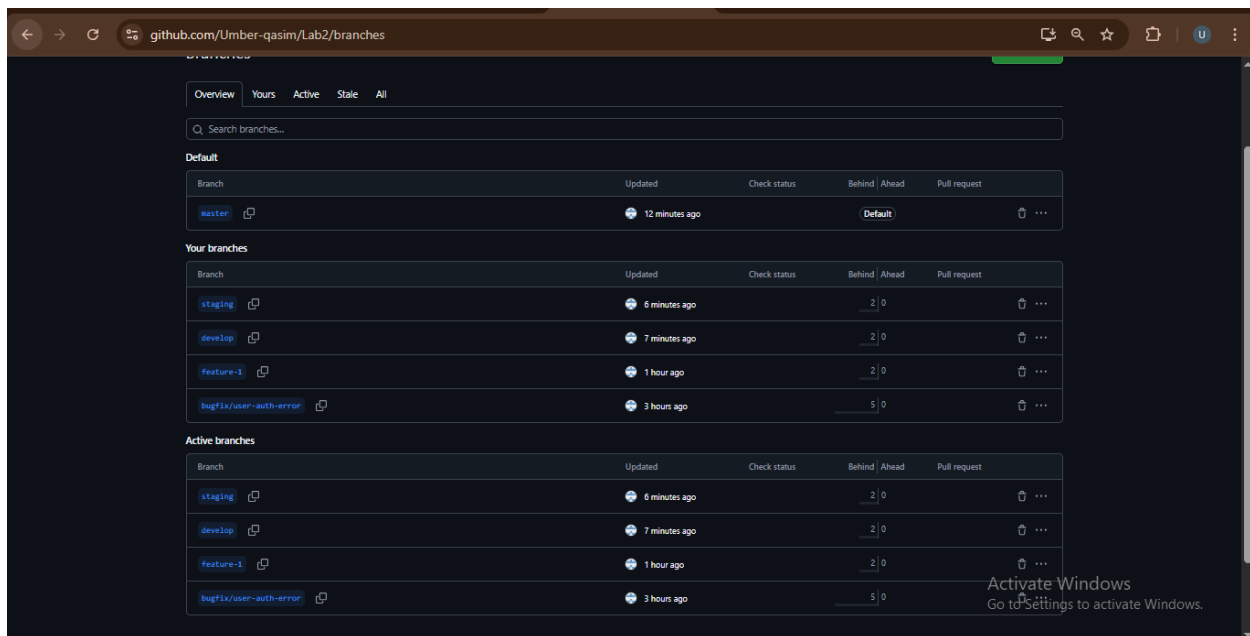 github.com/Umber-qasim/Lab2/branches
U
Branches
Overview Yours Active Stale All
Search branches...
Default
Branch Updated Check status Behind Ahead Pull request
master 12 minutes ago Default
Your branches
Branch Updated Check status Behind Ahead Pull request
staging 6 minutes ago 2 0
develop 7 minutes ago 2 0
feature-1 1 hour ago 2 0
bugfix/user-auth-error 3 hours ago 5 0
Active branches
Branch Updated Check status Behind Ahead Pull request
staging 6 minutes ago 2 0
develop 7 minutes ago 2 0
feature-1 1 hour ago 2 0
Activate Windows
bugfix/user-auth-error 3 hours ago 5 0
Go to Settings to activate Windows.